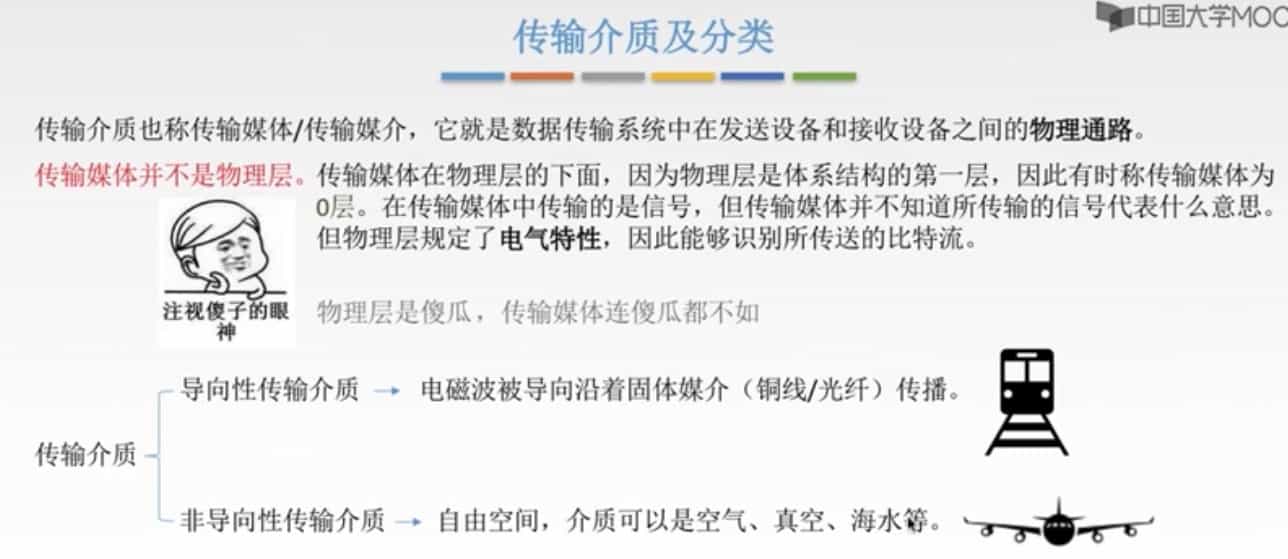 中国大学MOO
传输介质及分类
传输介质也称传输媒体/传输媒介，它就是数据传输系统中在发送设备和接收设备之间的物理通路。
传输媒体并不是物理层。传输媒体在物理层的下面，因为物理层是体系结构的第一层，因此有时称传输媒体为
0层。在传输媒体中传输的是信号，但传输媒体并不知道所传输的信号代表什么意思。
但物理层规定了电气特性，因此能够识别所传送的比特流。
注视傻子的眼
神
物理层是傻瓜，传输媒体连傻瓜都不如
导向性传输介质 → 电磁波被导向沿着固体媒介（铜线/光纤）传播。
传输介质
非导向性传输介质 → 自由空间，介质可以是空气、真空、海水等。